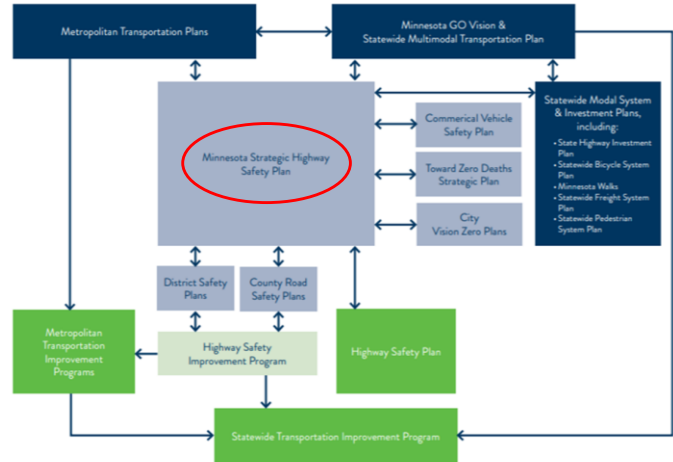 Metropolitan Transportation Plans
Minnesota GO Vision &
Statewide Multimodal Transportation Plan
Minnesota Strategic Highway
Safety Plan
Commerical Vehicle
Safety Plan
Toward Zero Deaths
Strategic Plan
City
Vision Zero Plans
Statewide Modal System
& Investment Plans,
including:
• State Highway Investment
Plan
• Statewide Bicycle System
Plan
• Minnesota Walks
• Statewide Freight System
Plan
• Statewide Pedestrian
System Plan
District Safety
Plans
County Road
Safety Plans
Metropolitan
Transportation
Improvement
Programs
Highway Safety
Improvement Program
Highway Safety Plan
Statewide Transportation Improvement Program